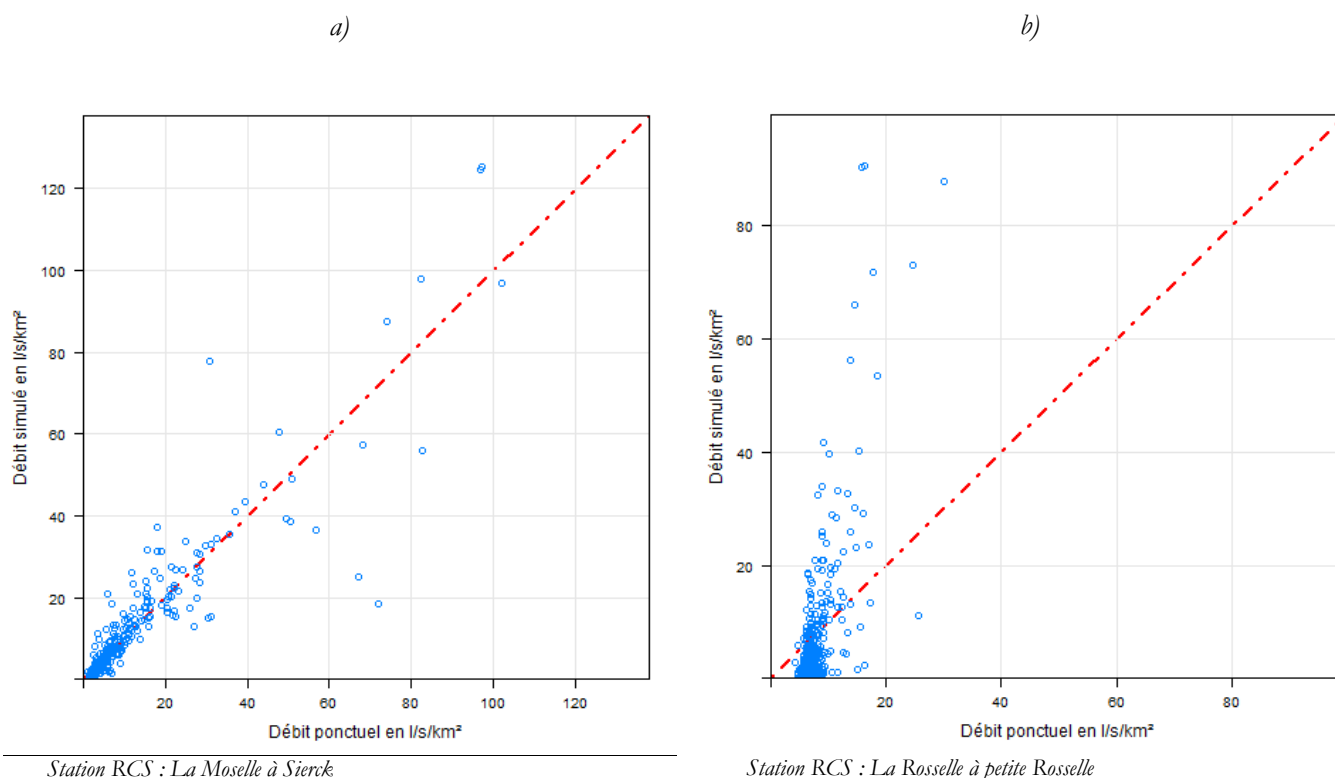 a)
b)
120
100
80
60
40
20
20
40
60
80
100
120
Débit simulé en l/s/km²
Débit ponctuel en l/s/km²
Station RCS : La Moselle à Sierck
80
60
40
20
20
40
60
80
Débit simulé en l/s/km²
Débit ponctuel en l/s/km²
Station RCS : La Rosselle à petite Rosselle